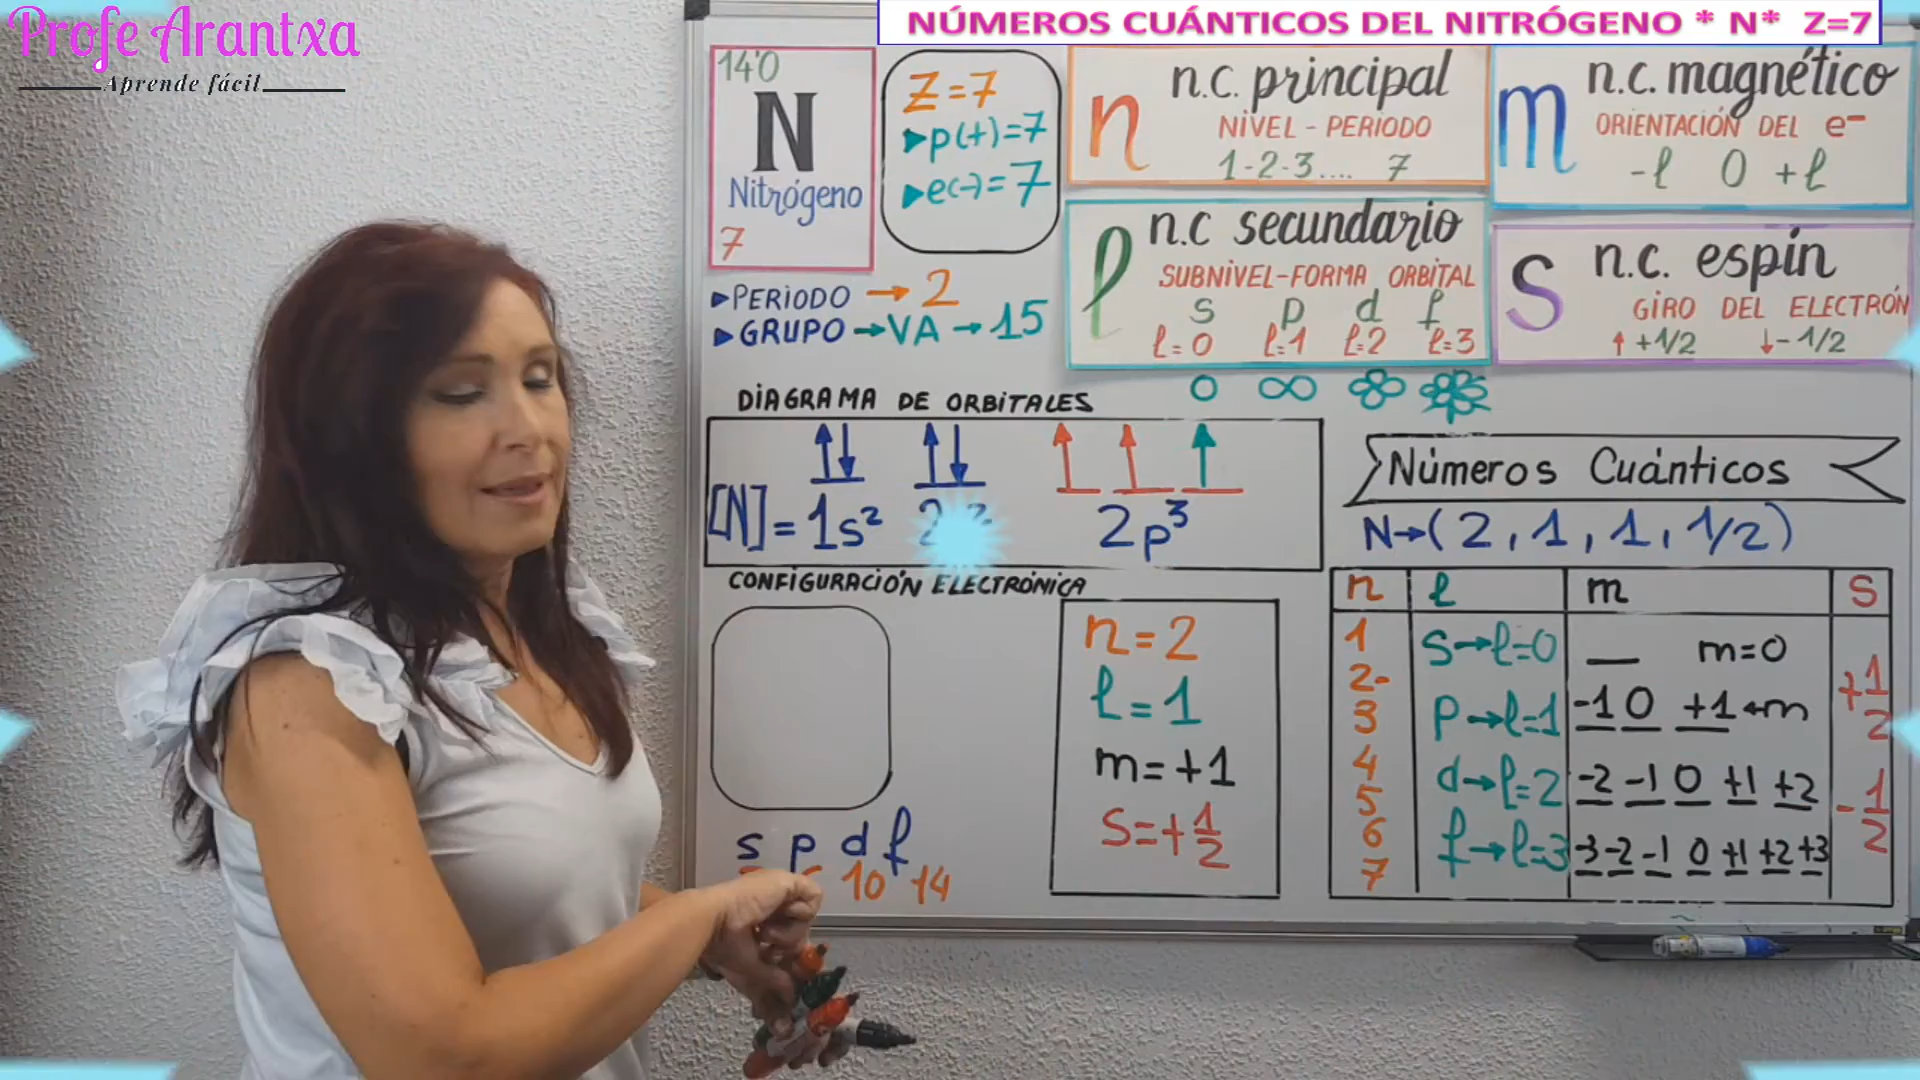 Profe Arantxa
Aprende fácil
NÚMEROS CUÁNTICOS DEL NITRÓGENO * N* Z=7
14'0
N
Nitrógeno
7
Z=7
▶p(+)=7
▶e(-)=7
▶PERIODO → 2
▶GRUPO →VA → 15
n
n.c. principal
NIVEL - PERIODO
1-2-3.... 7
m
n.c. magnético
ORIENTACIÓN DEL e-
-l 0 +l
l
n.c secundario
SUBNIVEL-FORMA ORBITAL
s p d f
l=0 l=1 l=2 l=3
s
n.c. espin
GIRO DEL ELECTRÓN
↑+1/2 ↓-1/2
DIAGRAMA DE ORBITALES
[N]= 1s² 2p³
CONFIGURACIÓN ELECTRÓNICA
s p d f
10 14
n=2
l=1
m=+1
s=+1/2
Números Cuánticos
N→(2,1,1,1/2)
n l m s
1 s→l=0 m=0
2-
3 p→l=1 -1 0 +1←m +1/2
4 d→l=2 -2 -1 0 +1 +2
5 -1/2
6 f→l=3 -3 -2 -1 0 +1 +2 +3
7